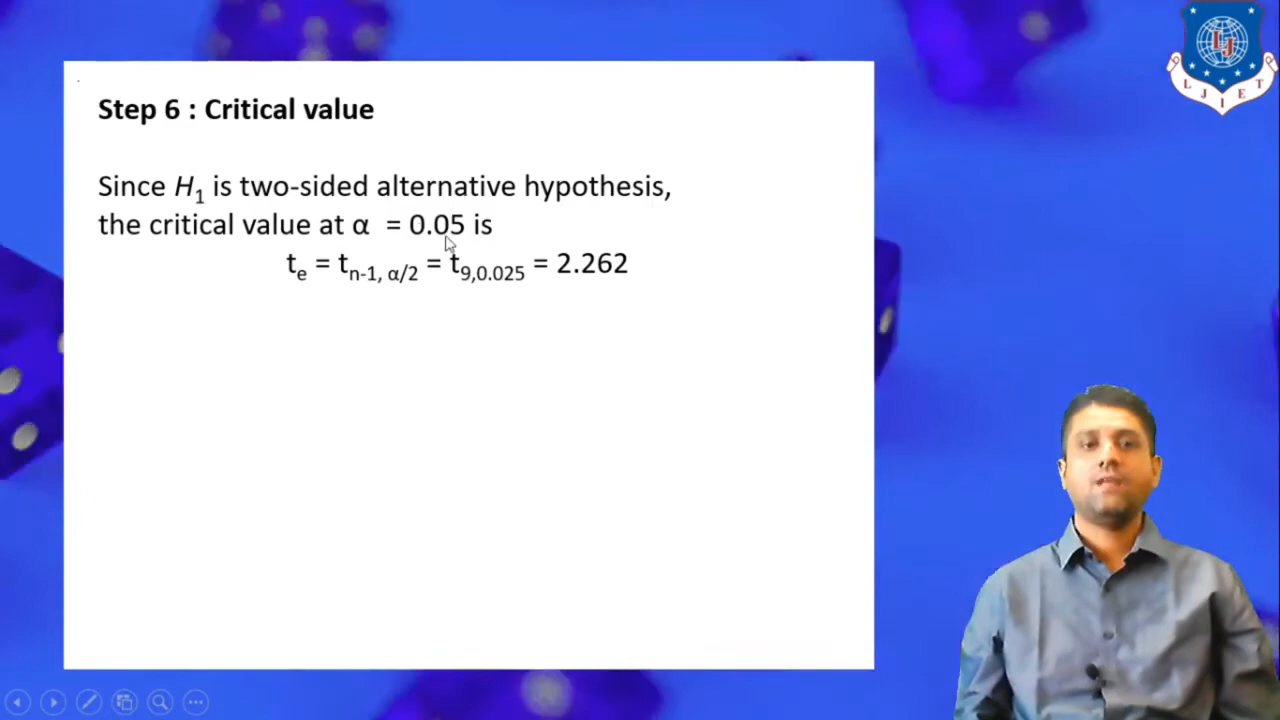 Step 6 : Critical value
Since H₁ is two-sided alternative hypothesis,
the critical value at α = 0.05 is
tₑ = tn-1, α/2 = t9,0.025 = 2.262
LJIET